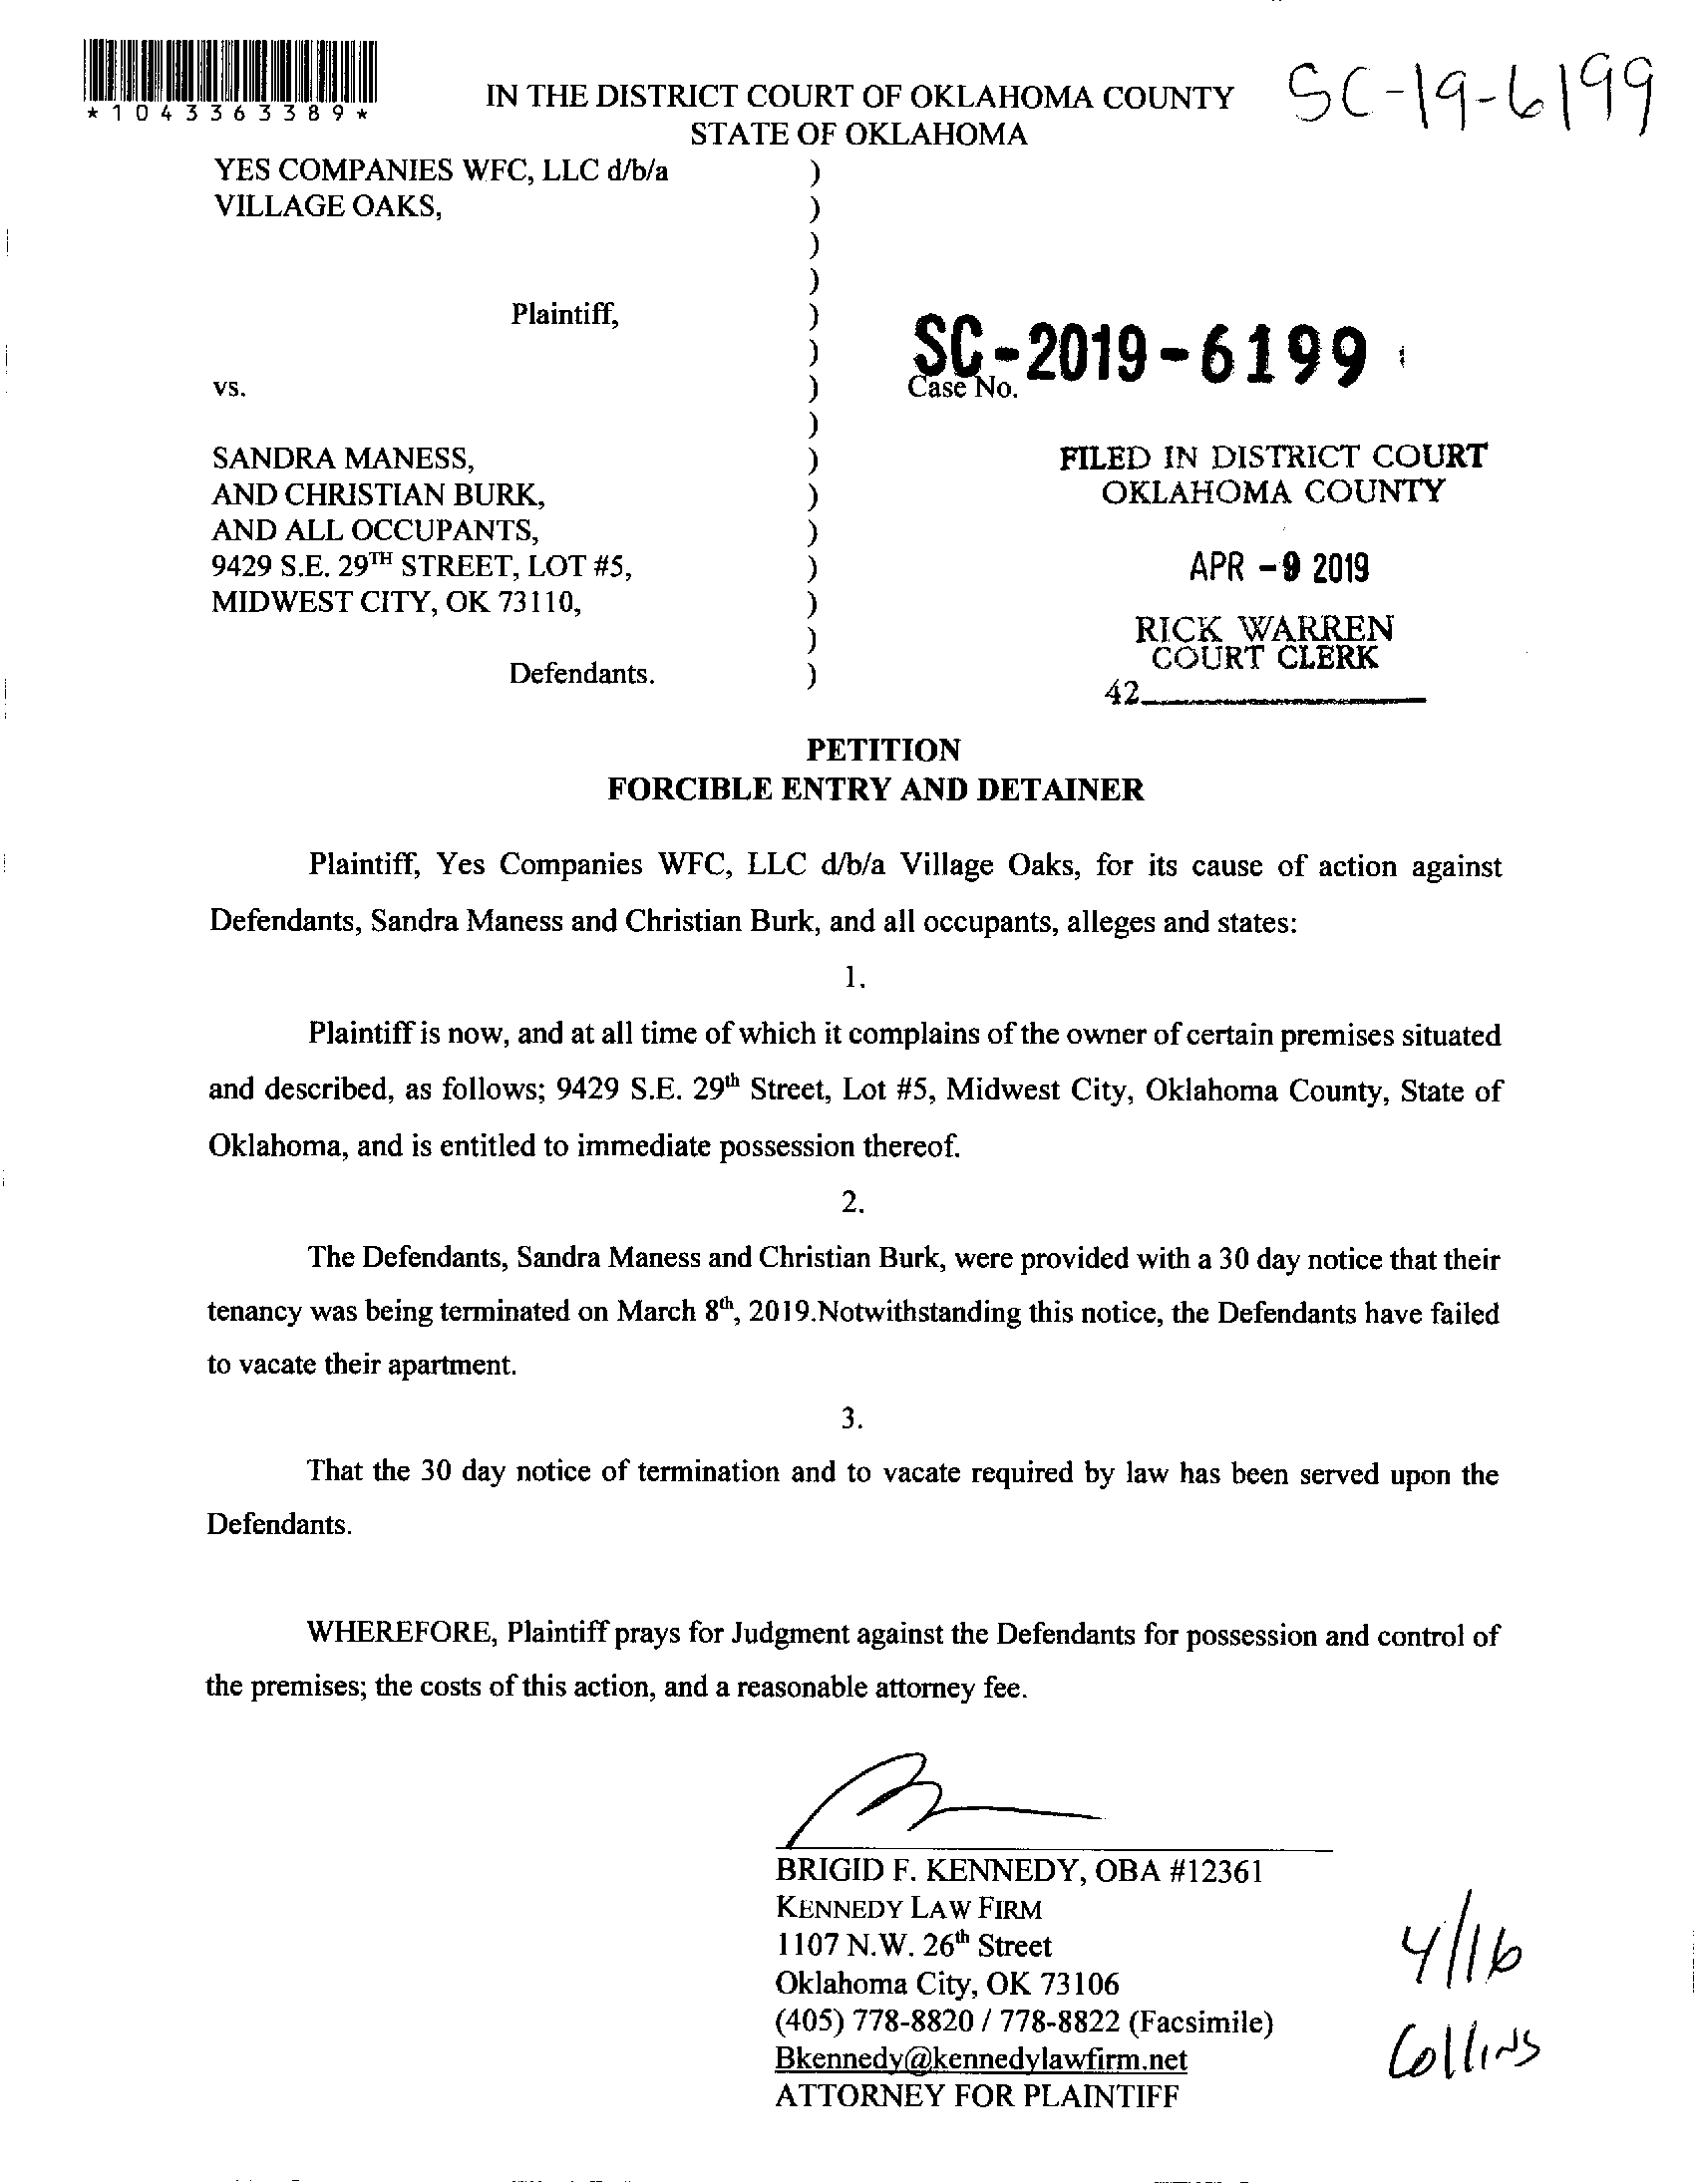 *1043363389*
SC-19-6199
IN THE DISTRICT COURT OF OKLAHOMA COUNTY
STATE OF OKLAHOMA
YES COMPANIES WFC, LLC d/b/a )
VILLAGE OAKS, )
)
)
Plaintiff, )
)
SC-2019-6199
vs. ) Case No.
)
SANDRA MANESS, ) FILED IN DISTRICT COURT
AND CHRISTIAN BURK, ) OKLAHOMA COUNTY
AND ALL OCCUPANTS, )
9429 S.E. 29TH STREET, LOT #5, ) APR -9 2019
MIDWEST CITY, OK 73110, )
) RICK WARREN
COURT CLERK
Defendants. )
42
PETITION
FORCIBLE ENTRY AND DETAINER
Plaintiff, Yes Companies WFC, LLC d/b/a Village Oaks, for its cause of action against
Defendants, Sandra Maness and Christian Burk, and all occupants, alleges and states:
1.
Plaintiff is now, and at all time of which it complains of the owner of certain premises situated
and described, as follows; 9429 S.E. 29th Street, Lot #5, Midwest City, Oklahoma County, State of
Oklahoma, and is entitled to immediate possession thereof.
2.
The Defendants, Sandra Maness and Christian Burk, were provided with a 30 day notice that their
tenancy was being terminated on March 8th, 2019.Notwithstanding this notice, the Defendants have failed
to vacate their apartment.
3.
That the 30 day notice of termination and to vacate required by law has been served upon the
Defendants.
WHEREFORE, Plaintiff prays for Judgment against the Defendants for possession and control of
the premises; the costs of this action, and a reasonable attorney fee.
BRIGID F. KENNEDY, OBA #12361
KENNEDY LAW FIRM
1107 N.W. 26th Street
Oklahoma City, OK 73106
(405) 778-8820 / 778-8822 (Facsimile)
Bkennedy@kennedylawfirm.net
ATTORNEY FOR PLAINTIFF
4/16
Collins